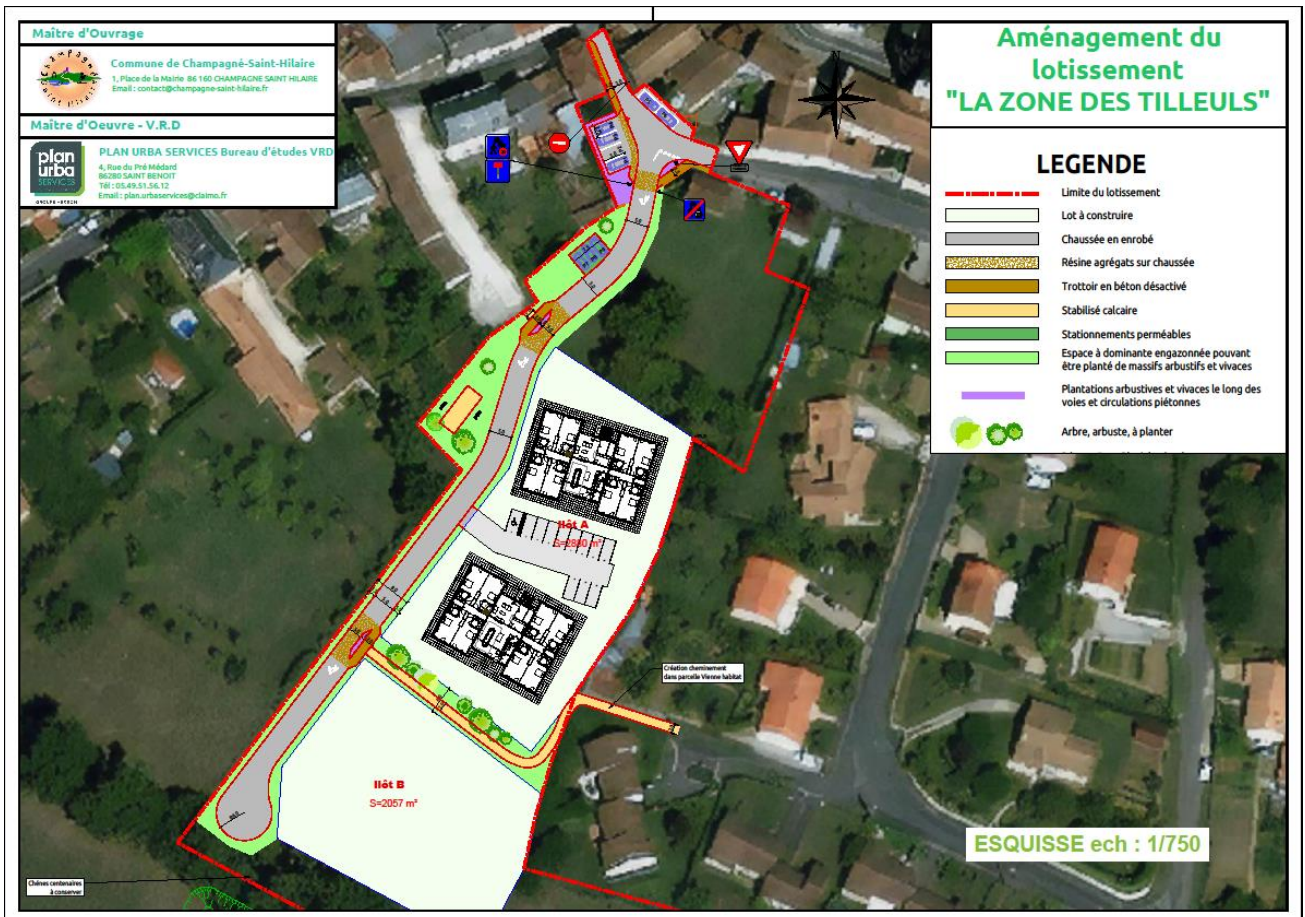 Maître d'Ouvrage
Commune de Champagné-Saint-Hilaire
1, Place de la Mairie 86 160 CHAMPAGNE SAINT HILAIRE
Email : contact@champagne-saint-hilaire.fr
Maître d'Oeuvre - V.R.D
plan
urba
SERVICES
PLAN URBA SERVICES Bureau d'études VRD
4, Rue du Pré Médard
86280 SAINT BENOIT
Tél : 05.49.51.56.12
Email : plan.urbaservices@claimo.fr
Aménagement du
lotissement
"LA ZONE DES TILLEULS"
LEGENDE
Limite du lotissement
Lot à construire
Chaussée en enrobé
Résine agrégats sur chaussée
Trottoir en béton désactivé
Stabilisé calcaire
Stationnements perméables
Espace à dominante engazonnée pouvant
être planté de massifs arbustifs et vivaces
Plantations arbustives et vivaces le long des
voies et circulations piétonnes
Arbre, arbuste, à planter
Ilôt A
Création cheminement
dans parcelle Vienne habitat
Ilôt B
S=2057 m²
ESQUISSE ech : 1/750
Chênes centenaires
à conserver